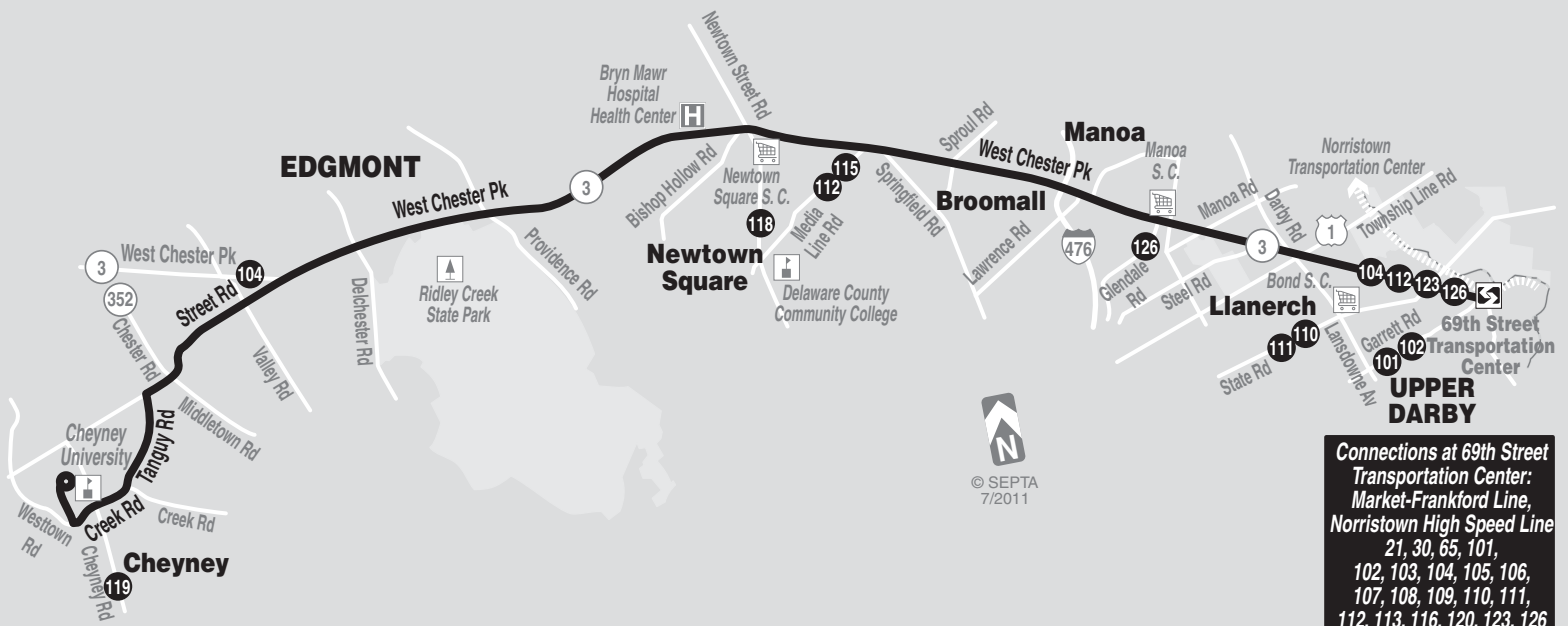 Newtown Street Rd
Bryn Mawr
Hospital
Health Center
H
EDGMONT
West Chester Pk
3
Bishop Hollow Rd
Newtown
Square S. C.
118
112
115
Media
Line Rd
Newtown
Square
Delaware County
Community College
Springfield Rd
Sproul Rd
West Chester Pk
Broomall
Lawrence Rd
Manoa
Manoa
S. C.
476
126
Glendale
Rd
Steel Rd
Manoa Rd
Darby Rd
3
1
Norristown
Transportation Center
Township Line Rd
Bond S. C.
Llanerch
104
112
123
126
S
69th Street
Transportation
Center
111
110
State Rd
Lansdowne Av
Garrett Rd
101
102
UPPER
DARBY
3
West Chester Pk
104
352
Street Rd
Chester Rd
Valley Rd
Delchester Rd
Ridley Creek
State Park
Providence Rd
Middletown Rd
Tanguy Rd
Cheyney
University
Creek Rd
Creek Rd
Westtown
Rd
Cheyney Rd
119
Cheyney
N
© SEPTA
7/2011
Connections at 69th Street
Transportation Center:
Market-Frankford Line,
Norristown High Speed Line
21, 30, 65, 101,
102, 103, 104, 105, 106,
107, 108, 109, 110, 111,
112, 113, 116, 120, 123, 126